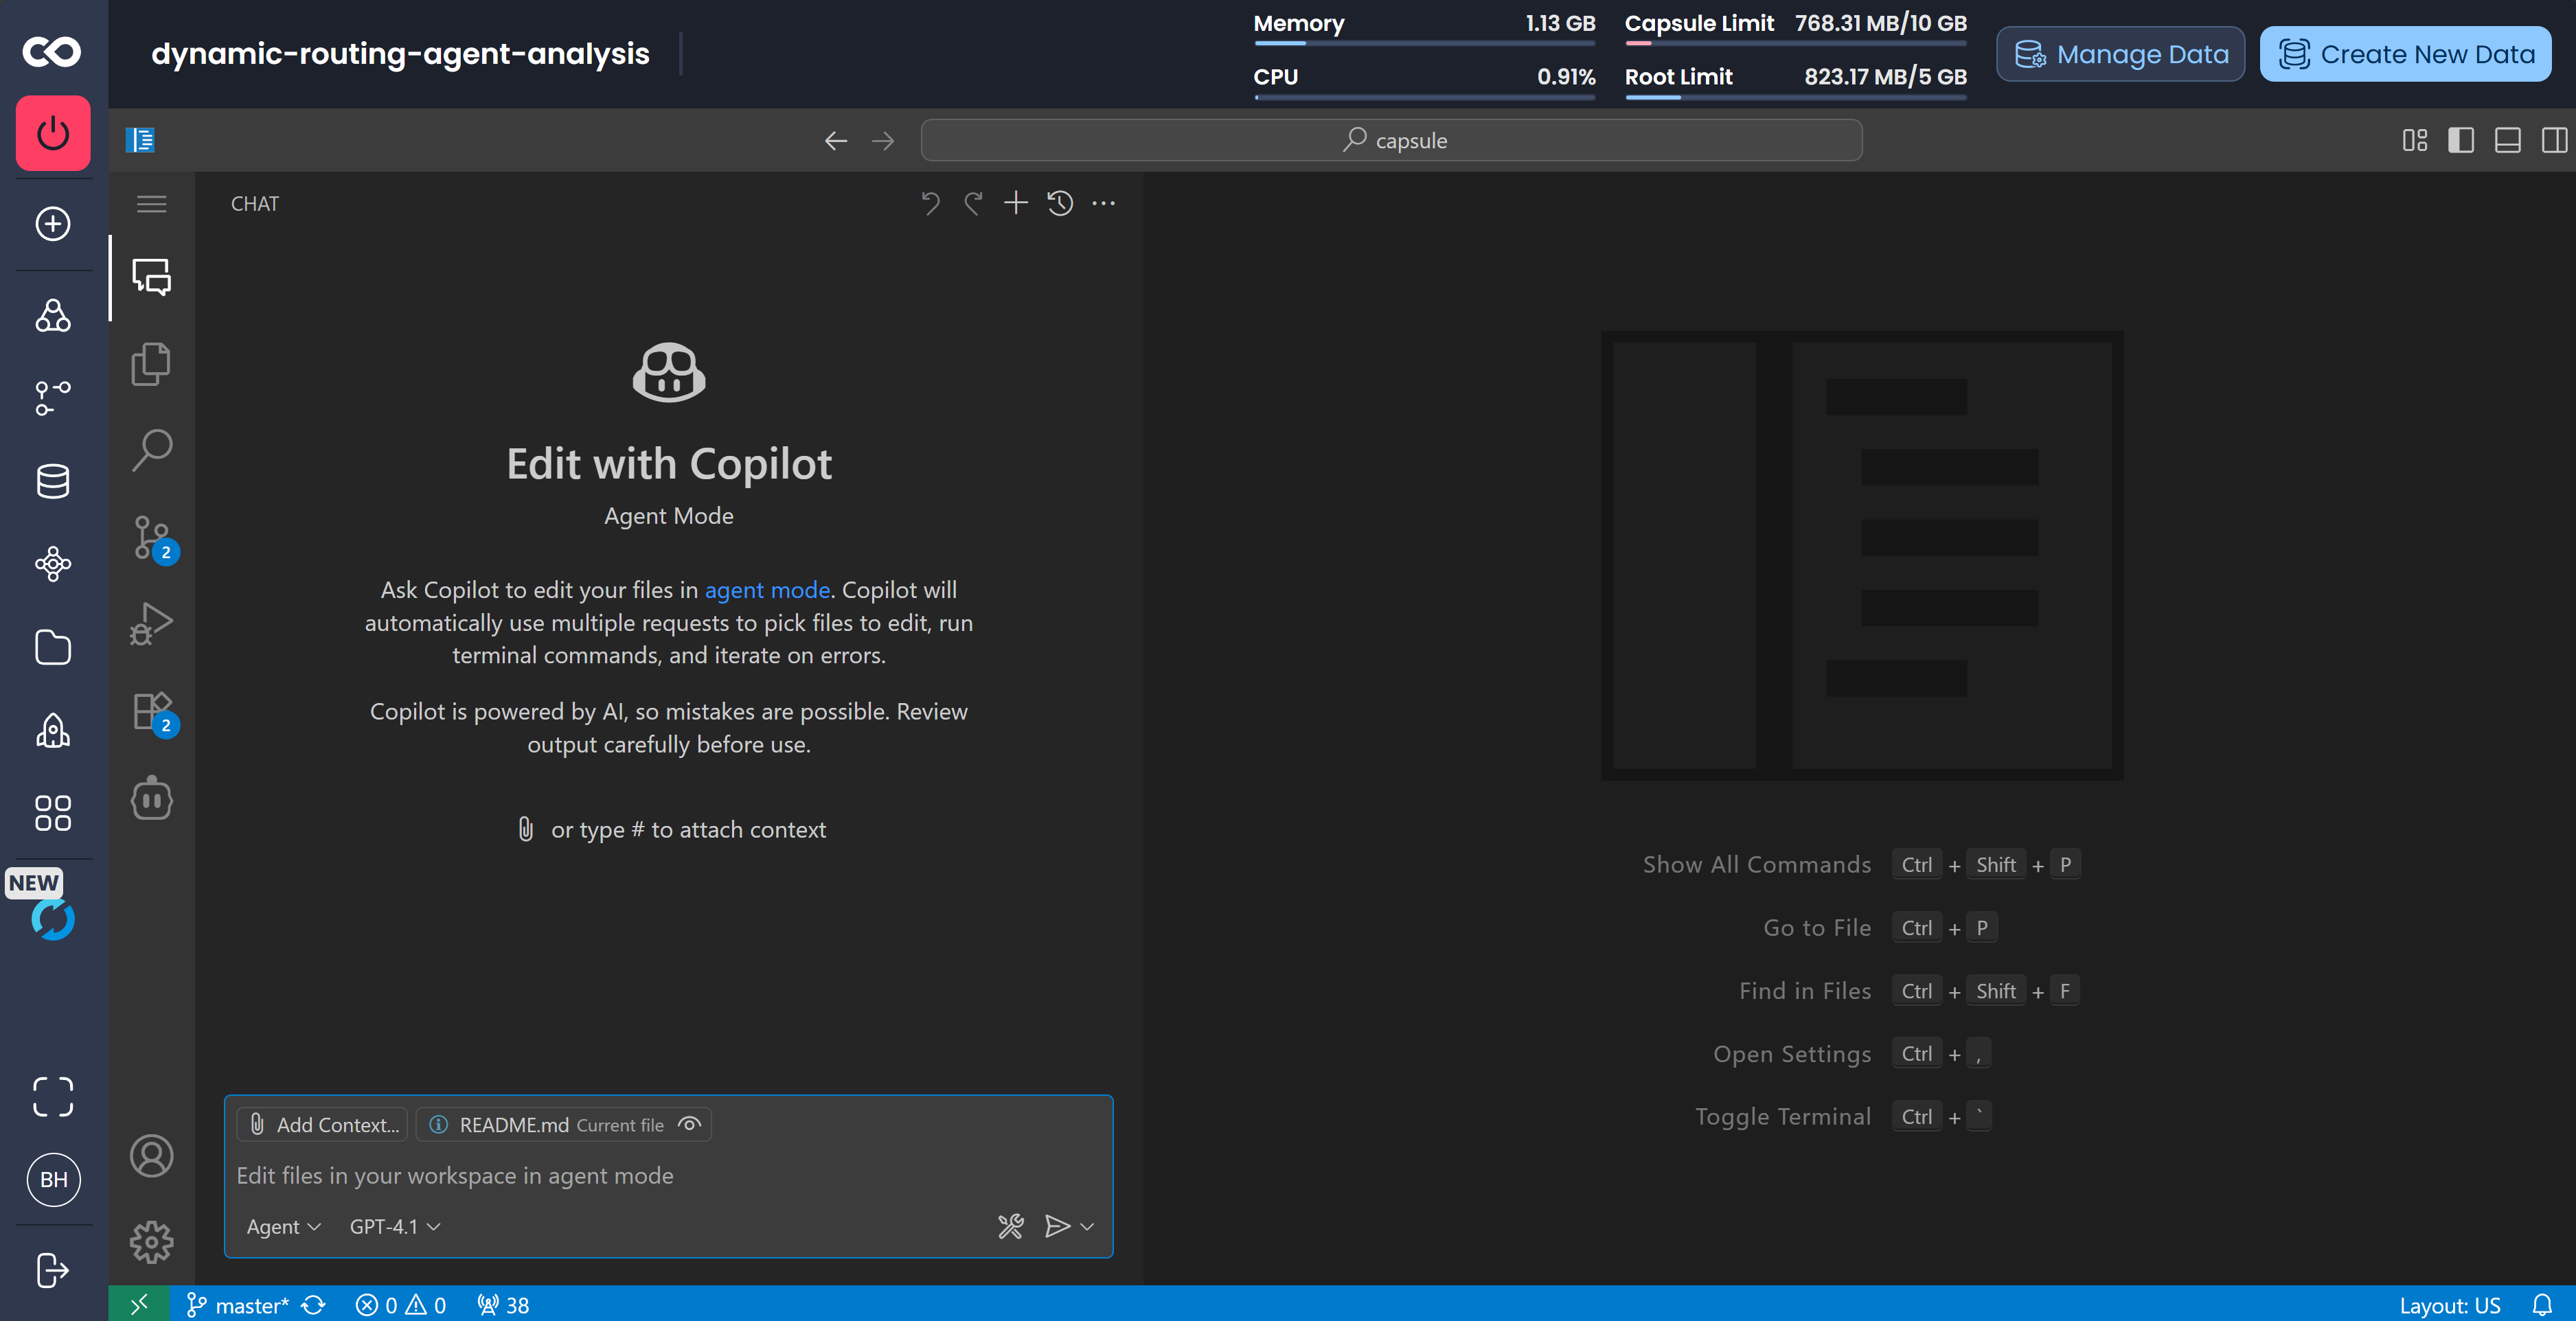 dynamic-routing-agent-analysis
Memory 1.13 GB
CPU 0.91%
Capsule Limit 768.31 MB/10 GB
Root Limit 823.17 MB/5 GB
Manage Data
Create New Data
capsule
CHAT
2
2
NEW
BH
Edit with Copilot
Agent Mode
Ask Copilot to edit your files in agent mode. Copilot will
automatically use multiple requests to pick files to edit, run
terminal commands, and iterate on errors.
Copilot is powered by AI, so mistakes are possible. Review
output carefully before use.
or type # to attach context
Add Context...
README.md Current file
Edit files in your workspace in agent mode
Agent
GPT-4.1
Show All Commands Ctrl + Shift + P
Go to File Ctrl + P
Find in Files Ctrl + Shift + F
Open Settings Ctrl + ,
Toggle Terminal Ctrl + `
master* 0 0 38
Layout: US